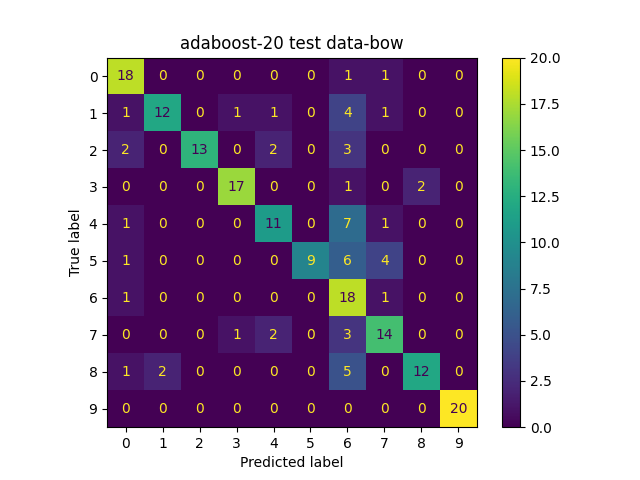 adaboost-20 test data-bow
0 18 0 0 0 0 0 1 1 0 0
1 1 12 0 1 1 0 4 1 0 0
2 2 0 13 0 2 0 3 0 0 0
3 0 0 0 17 0 0 1 0 2 0
4 1 0 0 0 11 0 7 1 0 0
5 1 0 0 0 0 9 6 4 0 0
6 1 0 0 0 0 0 18 1 0 0
7 0 0 0 1 2 0 3 14 0 0
8 1 2 0 0 0 0 5 0 12 0
9 0 0 0 0 0 0 0 0 0 20
0 1 2 3 4 5 6 7 8 9
Predicted label
True label
20.0
17.5
15.0
12.5
10.0
7.5
5.0
2.5
0.0